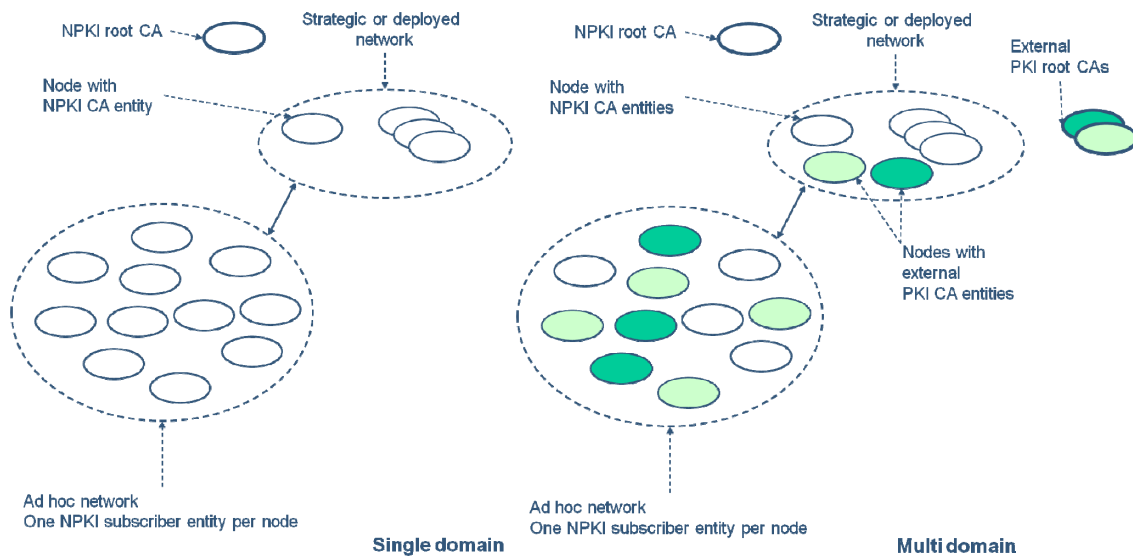 NPKI root CA
Strategic or deployed
network
Node with
NPKI CA entity
Ad hoc network
One NPKI subscriber entity per node
Single domain
NPKI root CA
Strategic or deployed
network
External
PKI root CAs
Node with
NPKI CA entities
Nodes with
external
PKI CA entities
Ad hoc network
One NPKI subscriber entity per node
Multi domain